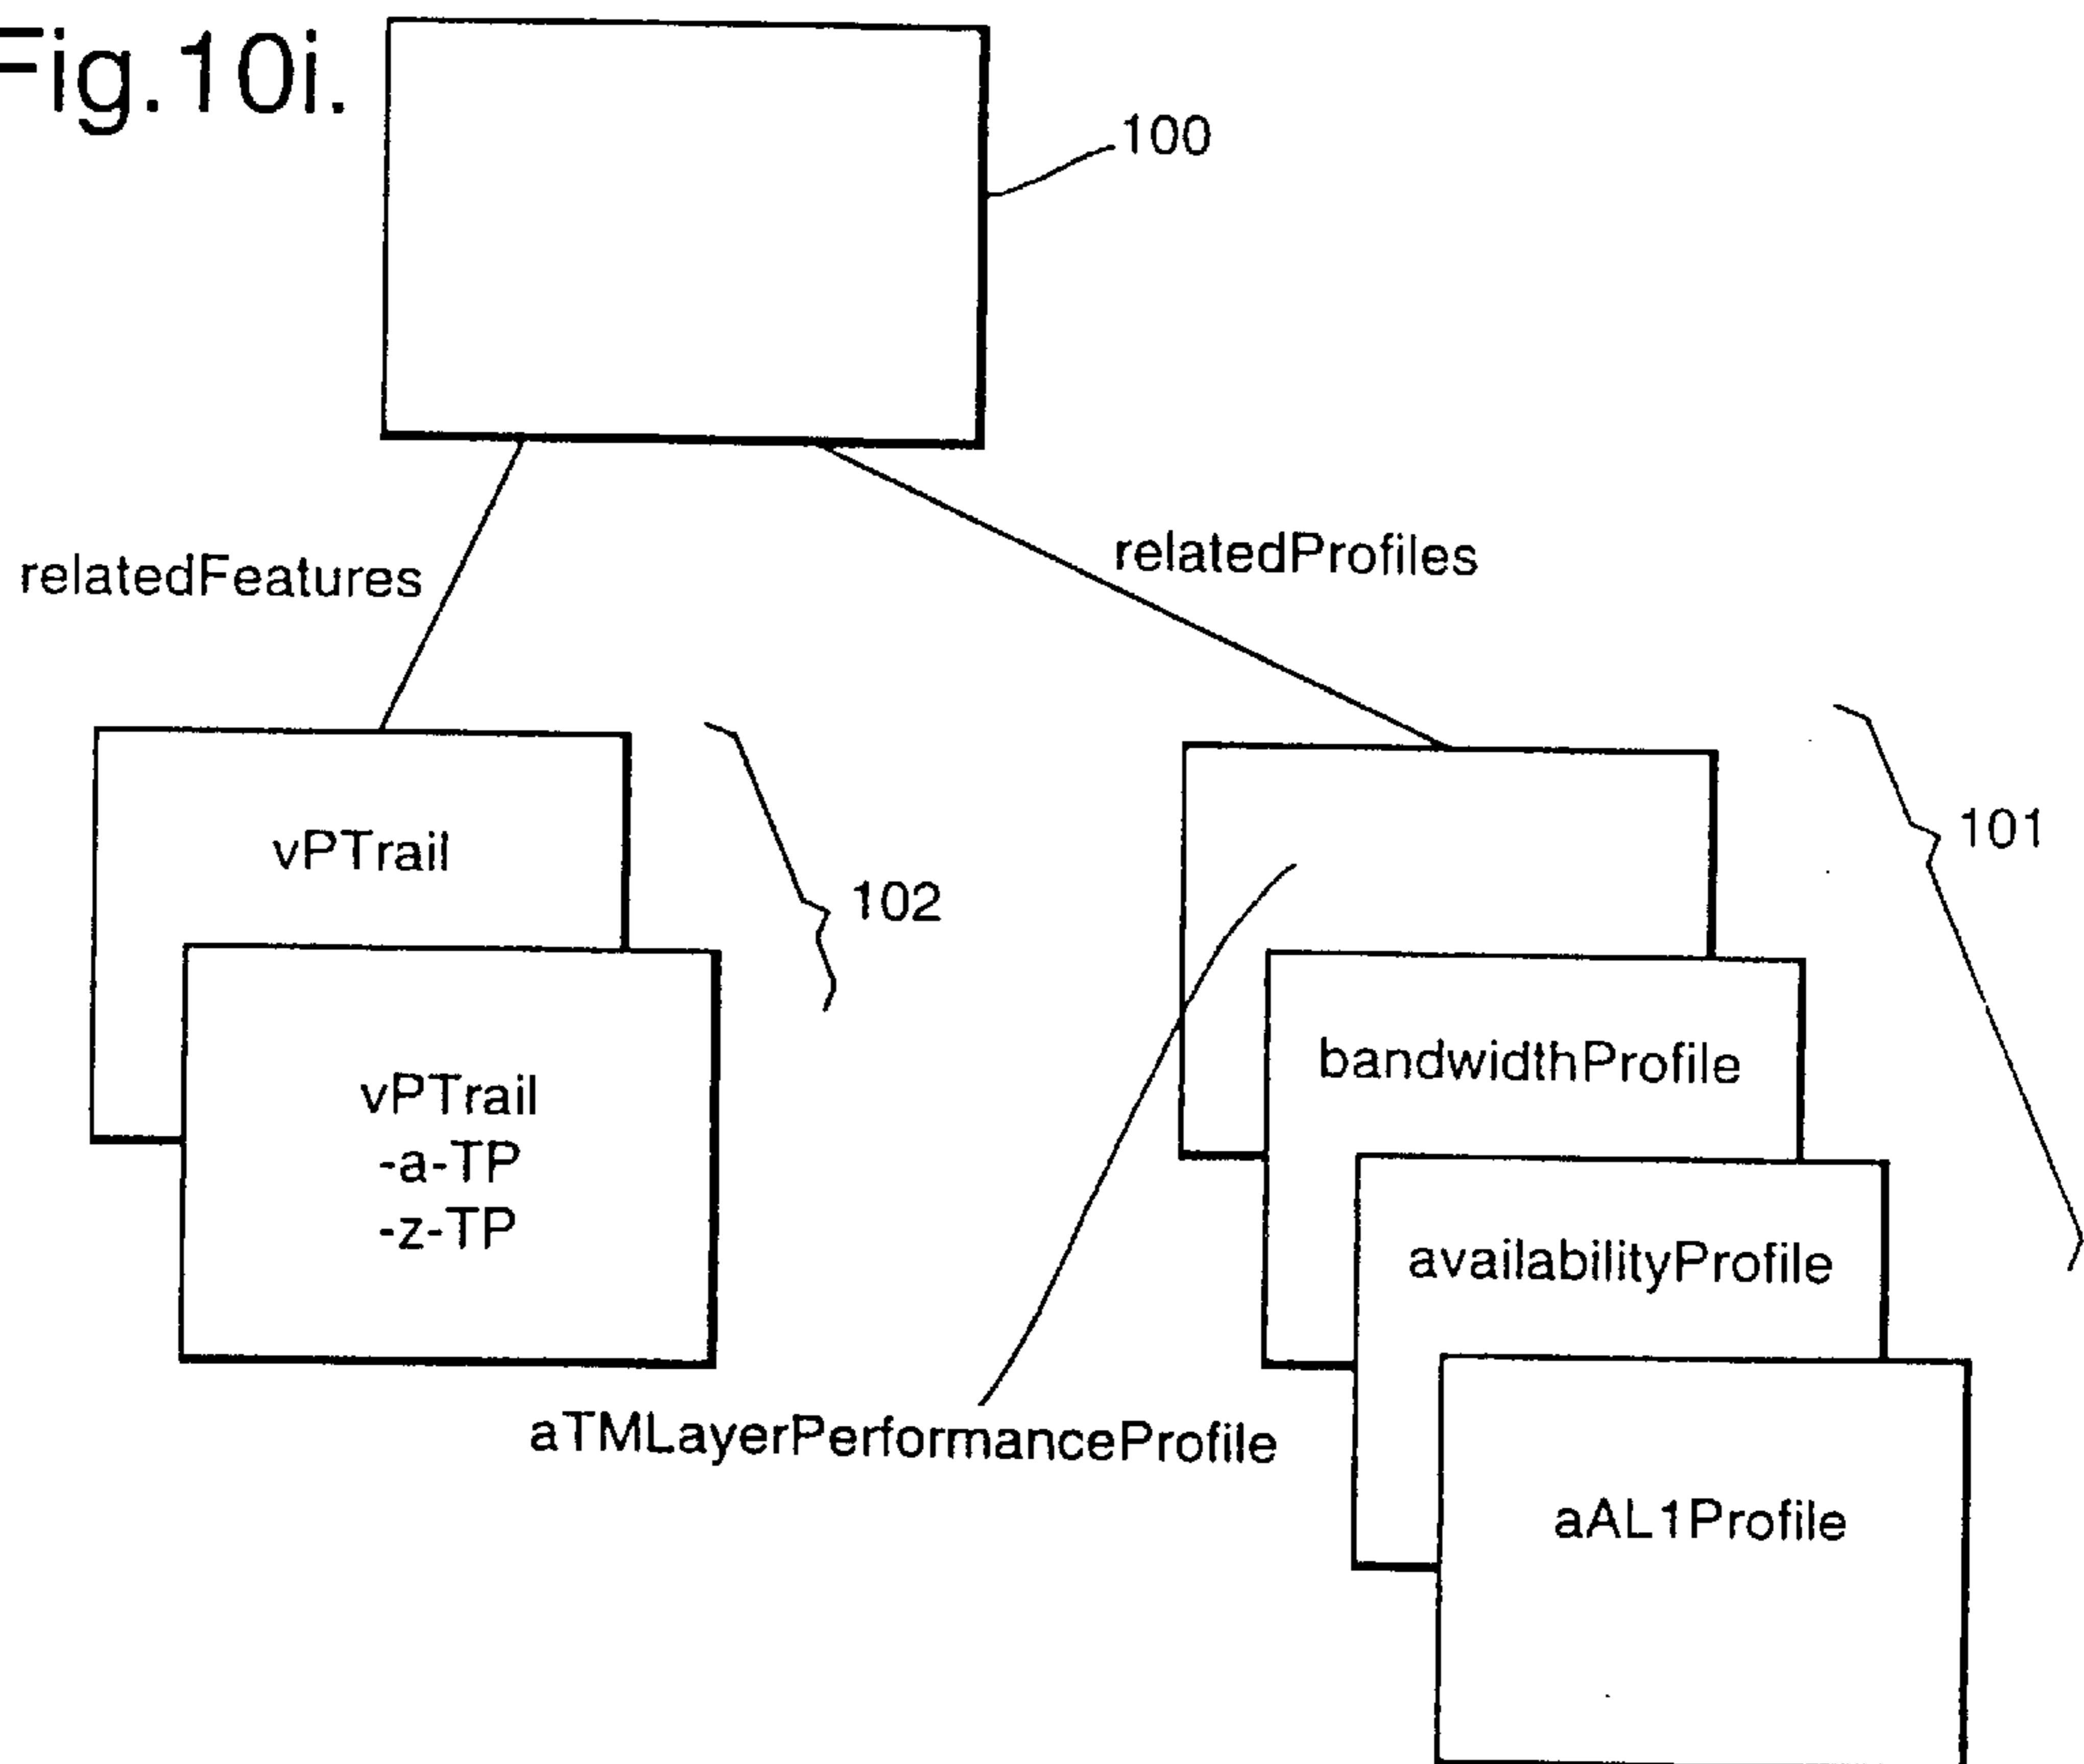 Fig.10i.
100
relatedFeatures
relatedProfiles
vPTrail
102
101
bandwidthProfile
vPTrail
-a-TP
-z-TP
availabilityProfile
aTMLayerPerformanceProfile
aAL1Profile